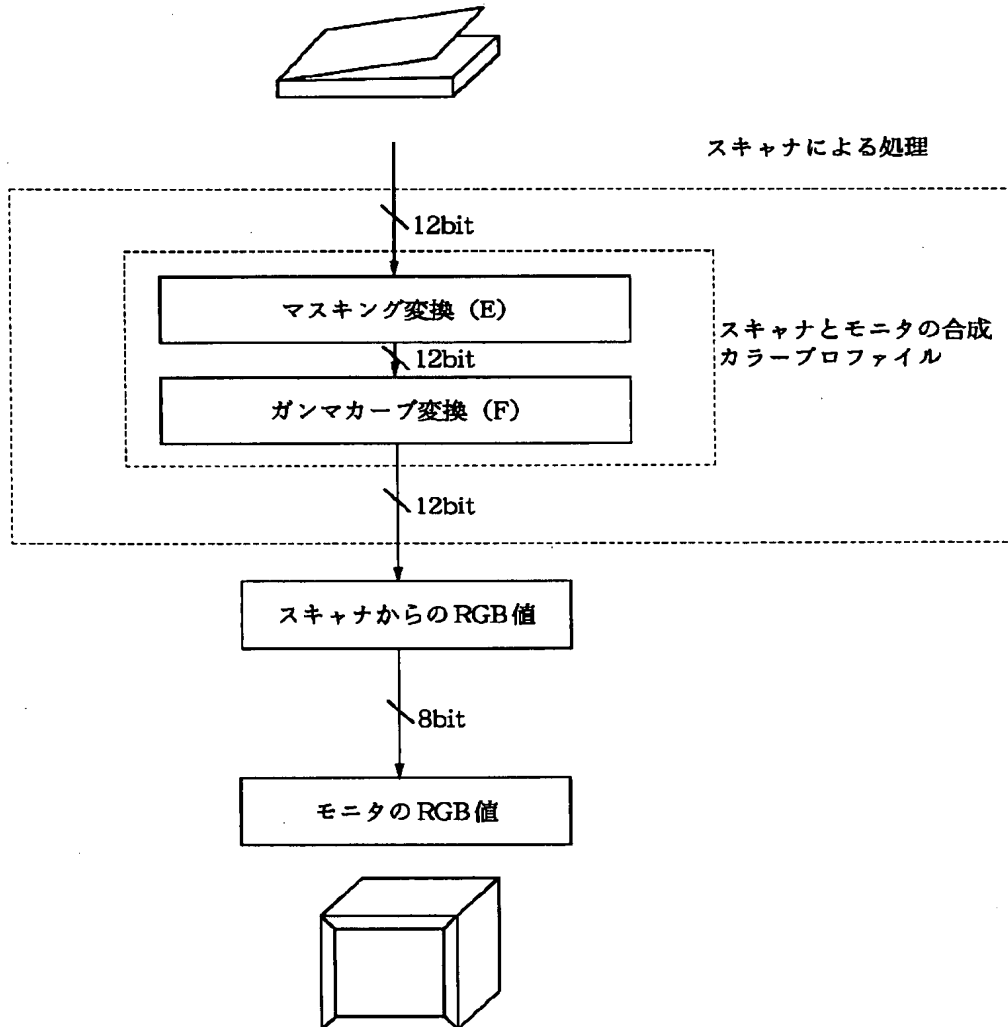 スキャナによる処理
12bit
マスキング変換（E）
スキャナとモニタの合成
カラープロファイル
12bit
ガンマカーブ変換（F）
12bit
スキャナからのRGB値
8bit
モニタのRGB値